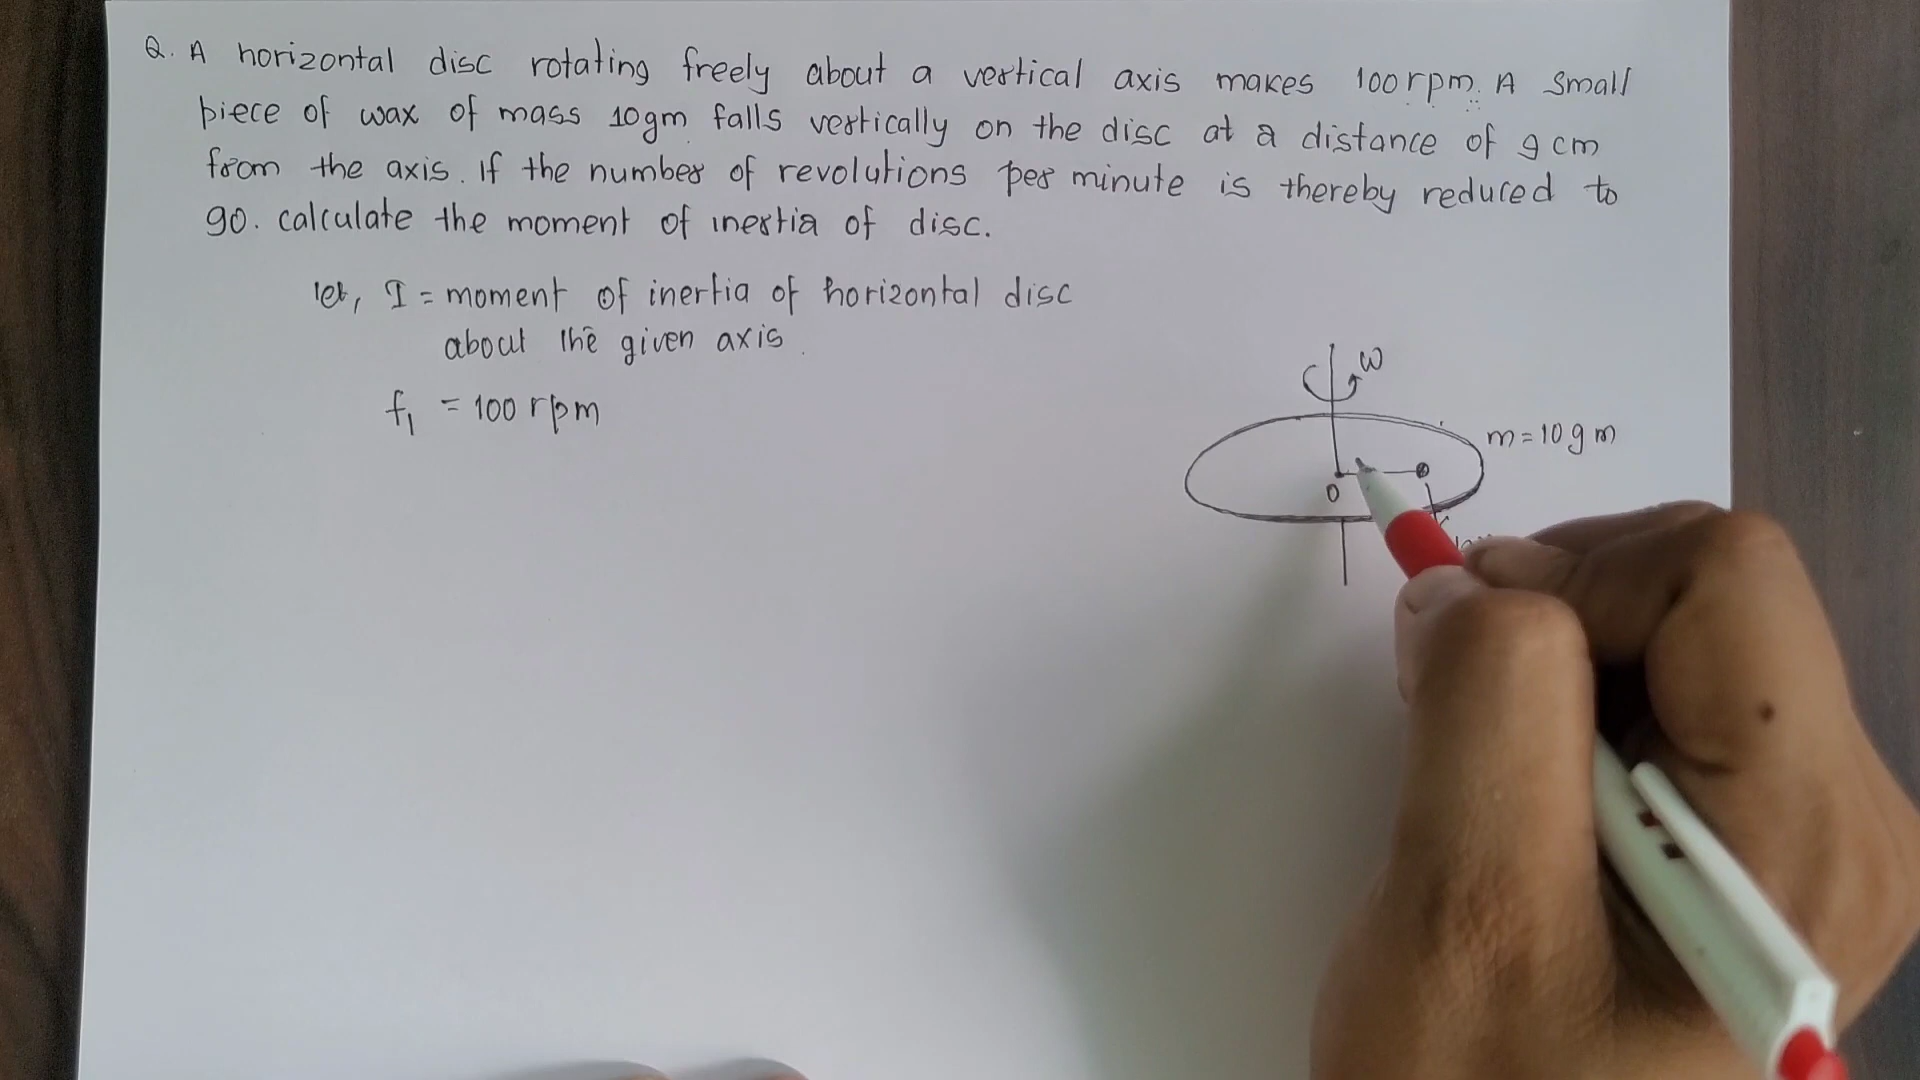 Q. A horizontal disc rotating freely about a vertical axis makes 100 rpm. A small
piece of wax of mass 10gm falls vertically on the disc at a distance of 9 cm
from the axis. If the number of revolutions per minute is thereby reduced to
90. calculate the moment of inertia of disc.
let, I = moment of inertia of horizontal disc
about the given axis.
f1 = 100 rpm
ω
m = 10 gm
O